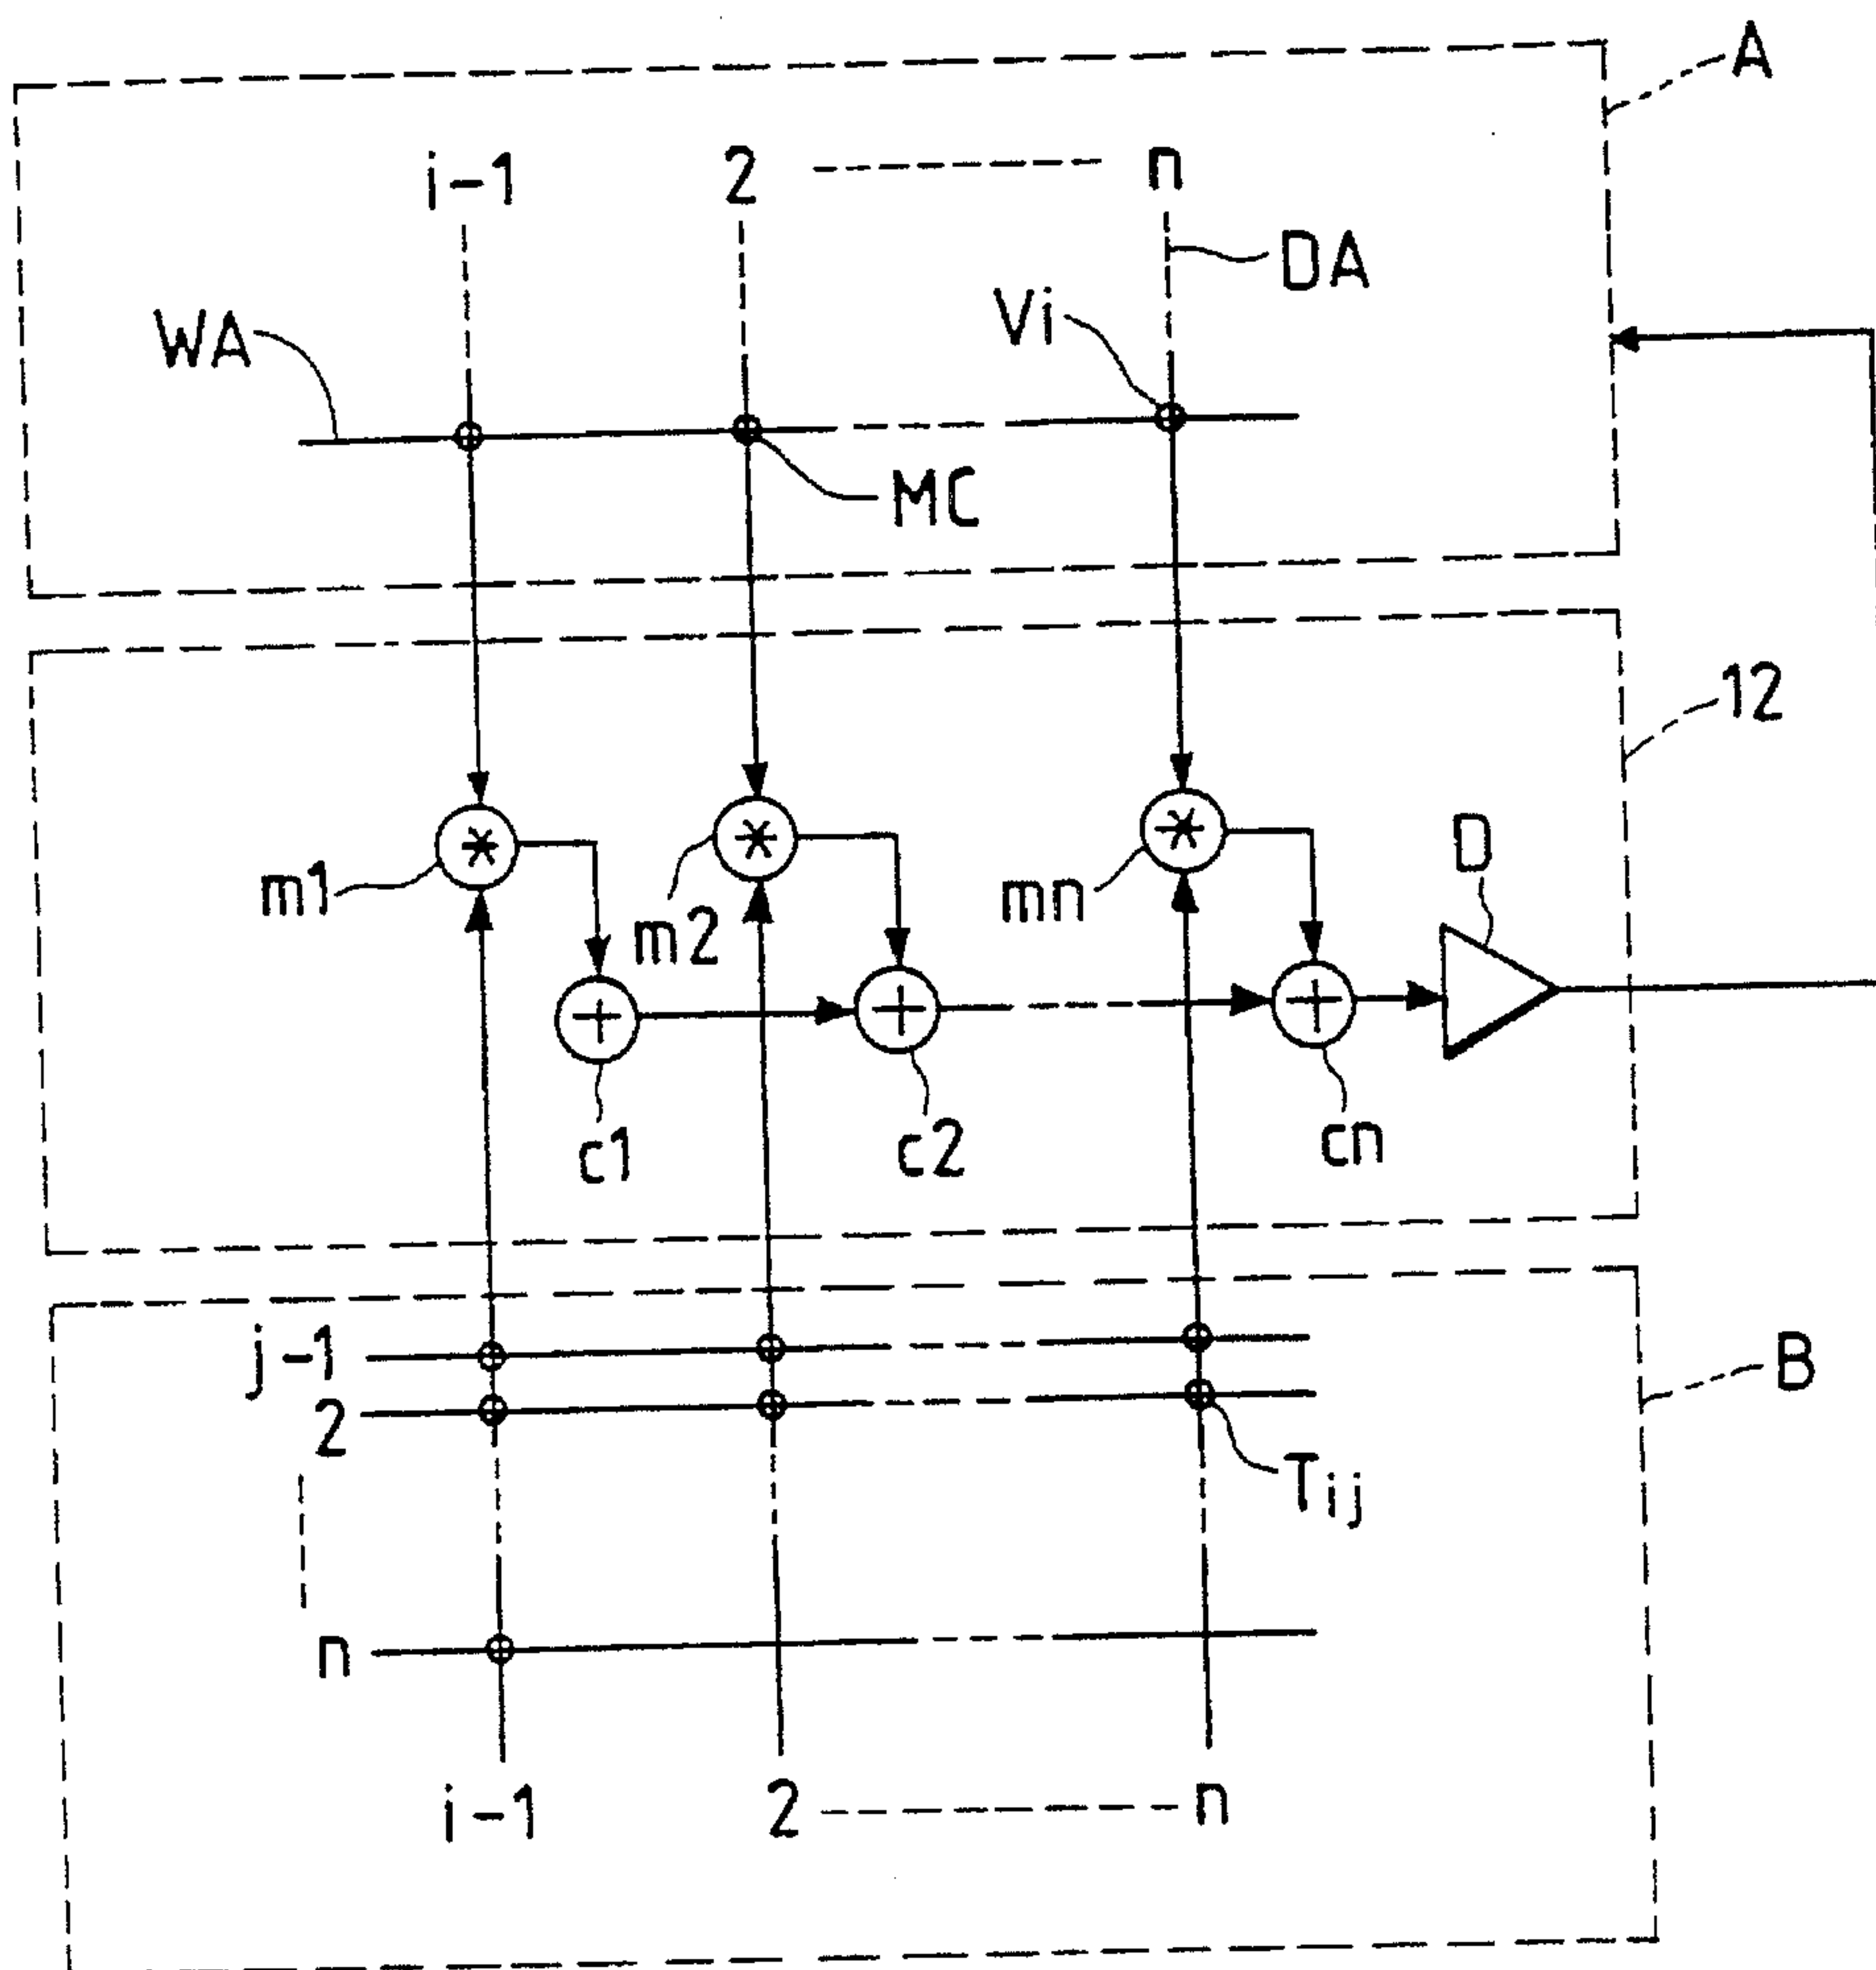 A
i-1 2 n
DA
WA
Vi
MC
12
* * *
D
m1
m2
mn
+ + +
c1
c2
cn
j-1
2
B
Tij
n
i-1 2 n